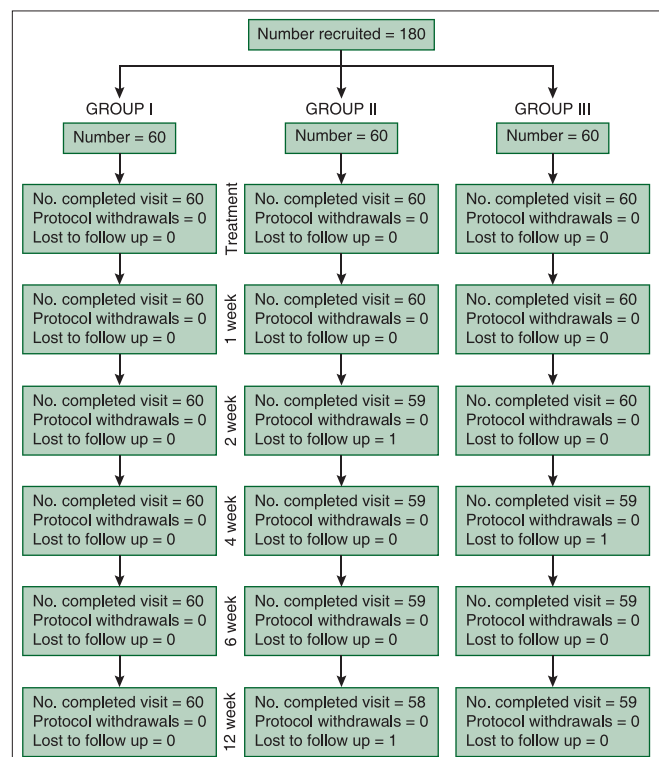 Number recruited = 180
GROUP I
GROUP II
GROUP III
Number = 60
Number = 60
Number = 60
Treatment
No. completed visit = 60
Protocol withdrawals = 0
Lost to follow up = 0
No. completed visit = 60
Protocol withdrawals = 0
Lost to follow up = 0
No. completed visit = 60
Protocol withdrawals = 0
Lost to follow up = 0
1 week
No. completed visit = 60
Protocol withdrawals = 0
Lost to follow up = 0
No. completed visit = 60
Protocol withdrawals = 0
Lost to follow up = 0
No. completed visit = 60
Protocol withdrawals = 0
Lost to follow up = 0
2 week
No. completed visit = 60
Protocol withdrawals = 0
Lost to follow up = 0
No. completed visit = 59
Protocol withdrawals = 0
Lost to follow up = 1
No. completed visit = 60
Protocol withdrawals = 0
Lost to follow up = 0
4 week
No. completed visit = 60
Protocol withdrawals = 0
Lost to follow up = 0
No. completed visit = 59
Protocol withdrawals = 0
Lost to follow up = 0
No. completed visit = 59
Protocol withdrawals = 0
Lost to follow up = 1
6 week
No. completed visit = 60
Protocol withdrawals = 0
Lost to follow up = 0
No. completed visit = 59
Protocol withdrawals = 0
Lost to follow up = 0
No. completed visit = 59
Protocol withdrawals = 0
Lost to follow up = 0
12 week
No. completed visit = 60
Protocol withdrawals = 0
Lost to follow up = 0
No. completed visit = 58
Protocol withdrawals = 0
Lost to follow up = 1
No. completed visit = 59
Protocol withdrawals = 0
Lost to follow up = 0